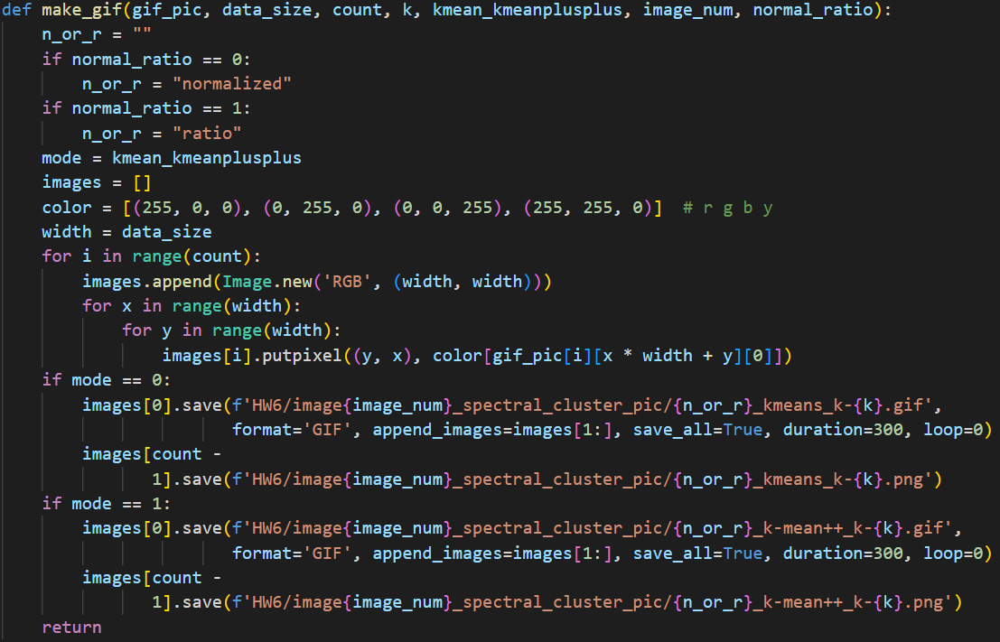 def make_gif(gif_pic, data_size, count, k, kmean_kmeanplusplus, image_num, normal_ratio):
    n_or_r = ""
    if normal_ratio == 0:
        n_or_r = "normalized"
    if normal_ratio == 1:
        n_or_r = "ratio"
    mode = kmean_kmeanplusplus
    images = []
    color = [(255, 0, 0), (0, 255, 0), (0, 0, 255), (255, 255, 0)]  # r g b y
    width = data_size
    for i in range(count):
        images.append(Image.new('RGB', (width, width)))
        for x in range(width):
            for y in range(width):
                images[i].putpixel((y, x), color[gif_pic[i][x * width + y][0]])
    if mode == 0:
        images[0].save(f'HW6/image{image_num}_spectral_cluster_pic/{n_or_r}_kmeans_k-{k}.gif',
                       format='GIF', append_images=images[1:], save_all=True, duration=300, loop=0)
        images[count -
               1].save(f'HW6/image{image_num}_spectral_cluster_pic/{n_or_r}_kmeans_k-{k}.png')
    if mode == 1:
        images[0].save(f'HW6/image{image_num}_spectral_cluster_pic/{n_or_r}_k-mean++_k-{k}.gif',
                       format='GIF', append_images=images[1:], save_all=True, duration=300, loop=0)
        images[count -
               1].save(f'HW6/image{image_num}_spectral_cluster_pic/{n_or_r}_k-mean++_k-{k}.png')
    return